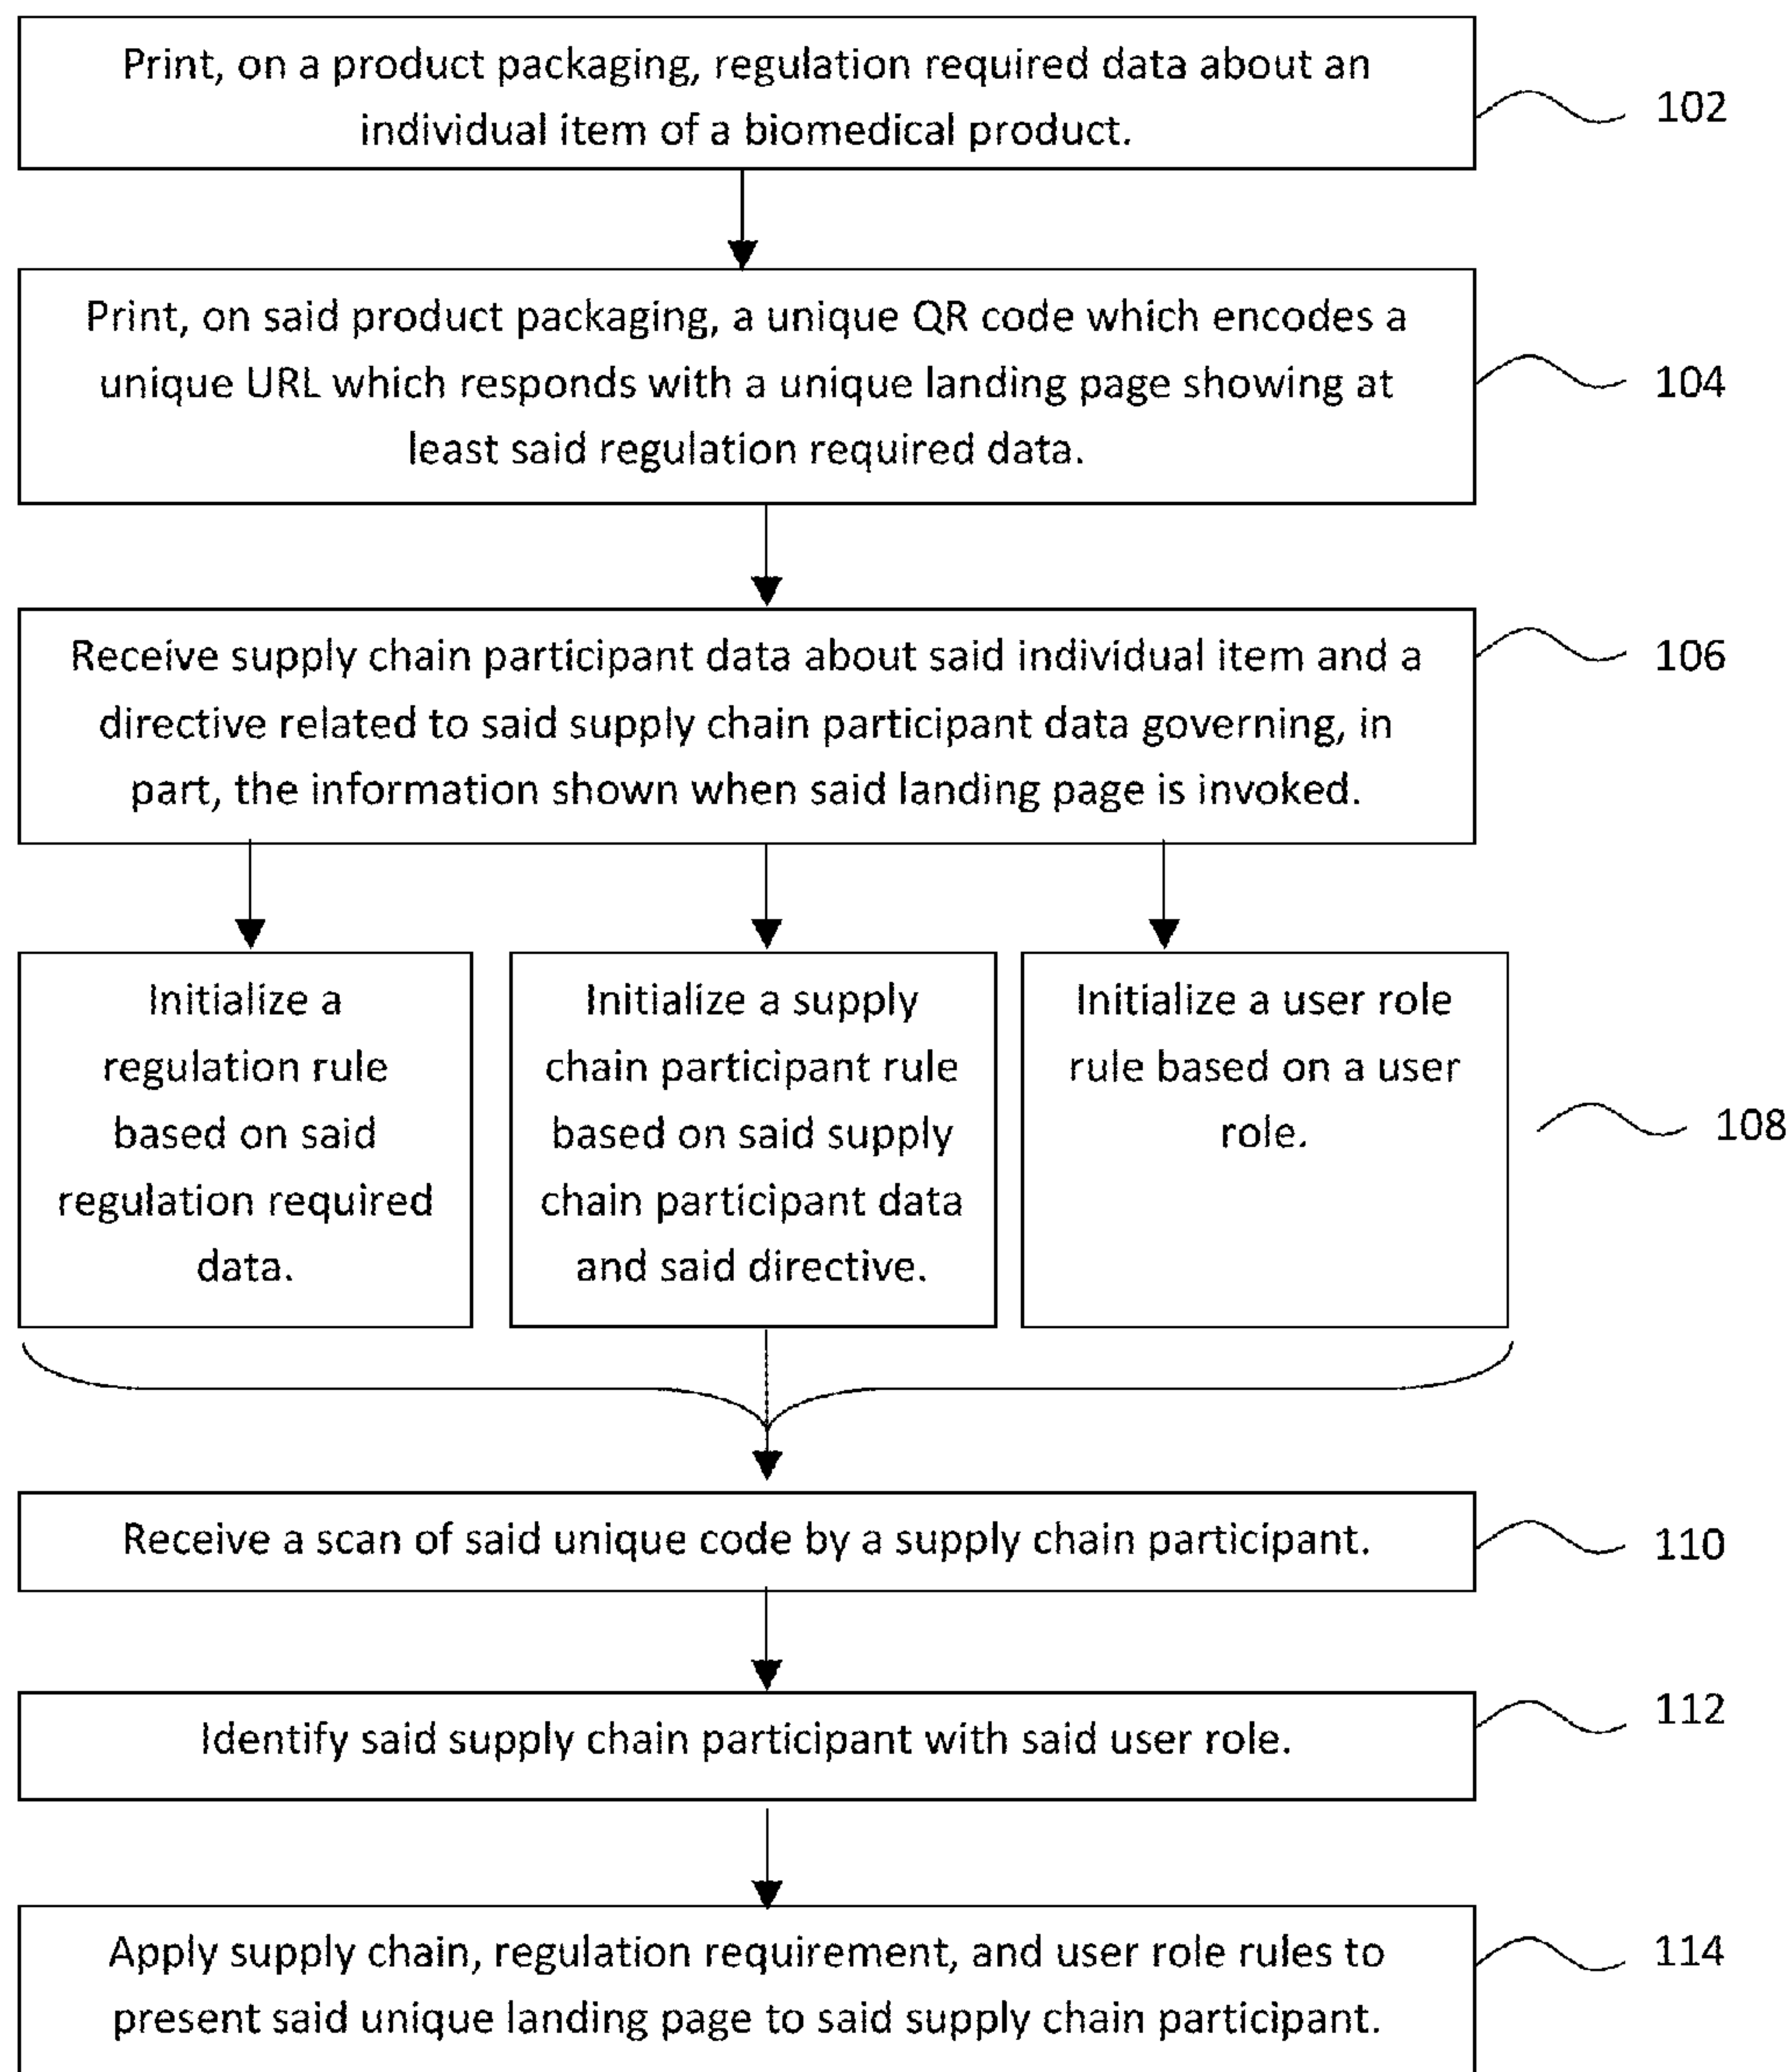 Print, on a product packaging, regulation required data about an
individual item of a biomedical product.
102
Print, on said product packaging, a unique QR code which encodes a
unique URL which responds with a unique landing page showing at
least said regulation required data.
104
Receive supply chain participant data about said individual item and a
directive related to said supply chain participant data governing, in
part, the information shown when said landing page is invoked.
106
Initialize a
regulation rule
based on said
regulation required
data.
Initialize a supply
chain participant rule
based on said supply
chain participant data
and said directive.
Initialize a user role
rule based on a user
role.
108
Receive a scan of said unique code by a supply chain participant.
110
Identify said supply chain participant with said user role.
112
Apply supply chain, regulation requirement, and user role rules to
present said unique landing page to said supply chain participant.
114